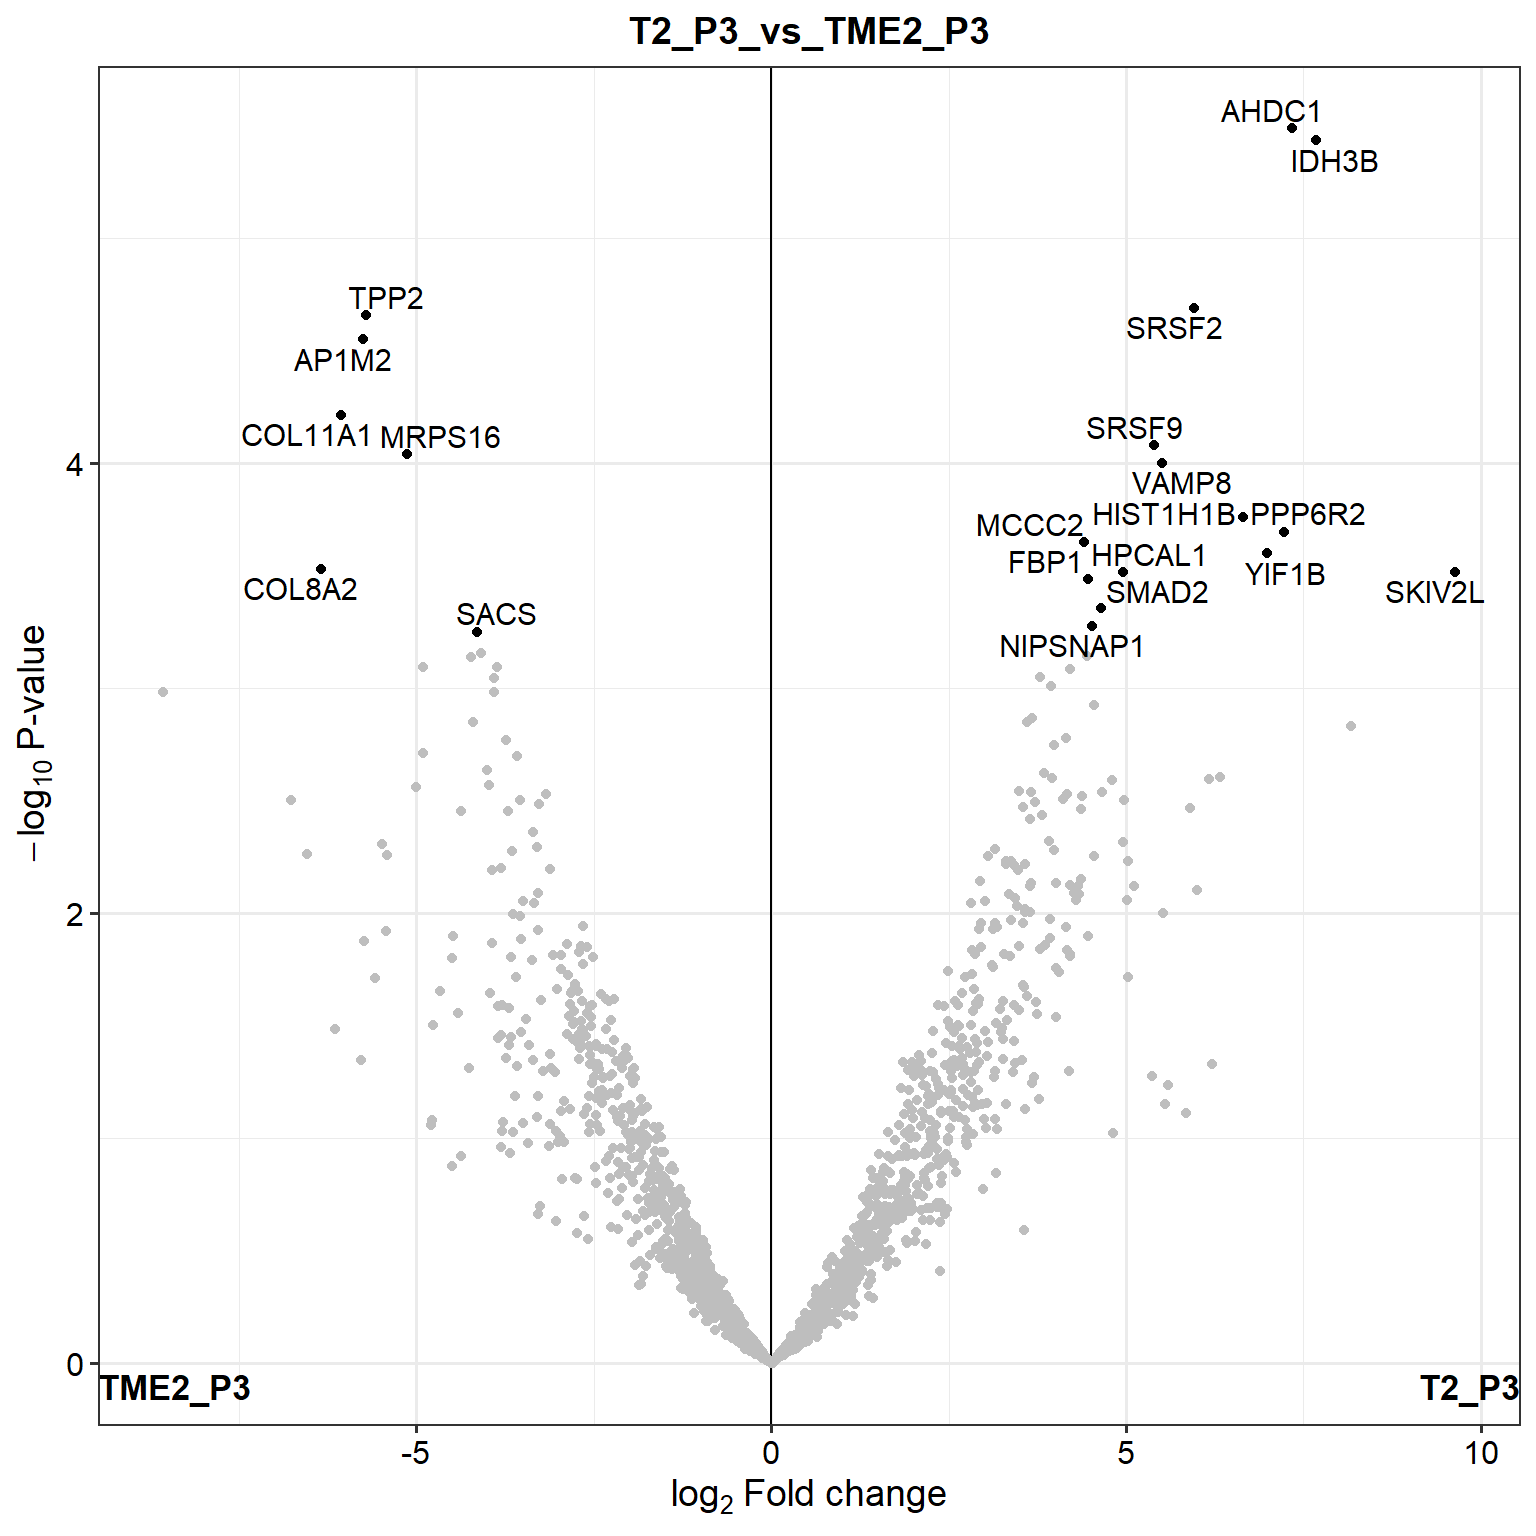 T2_P3_vs_TME2_P3
AHDC1
IDH3B
TPP2
SRSF2
AP1M2
COL11A1 MRPS16
SRSF9
4
VAMP8
HIST1H1B PPP6R2
MCCC2
HPCAL1
FBP1
YIF1B
COL8A2
SMAD2
SKIV2L
SACS
NIPSNAP1
−log10 P-value
2
0
TME2_P3
T2_P3
-5 0 5 10
log2 Fold change